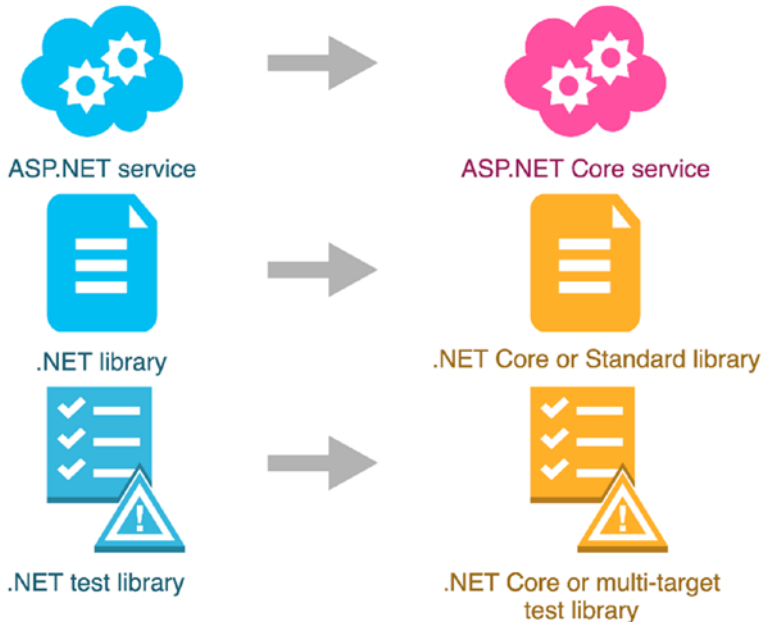 ASP.NET service
ASP.NET Core service
.NET library
.NET Core or Standard library
.NET test library
.NET Core or multi-target
test library